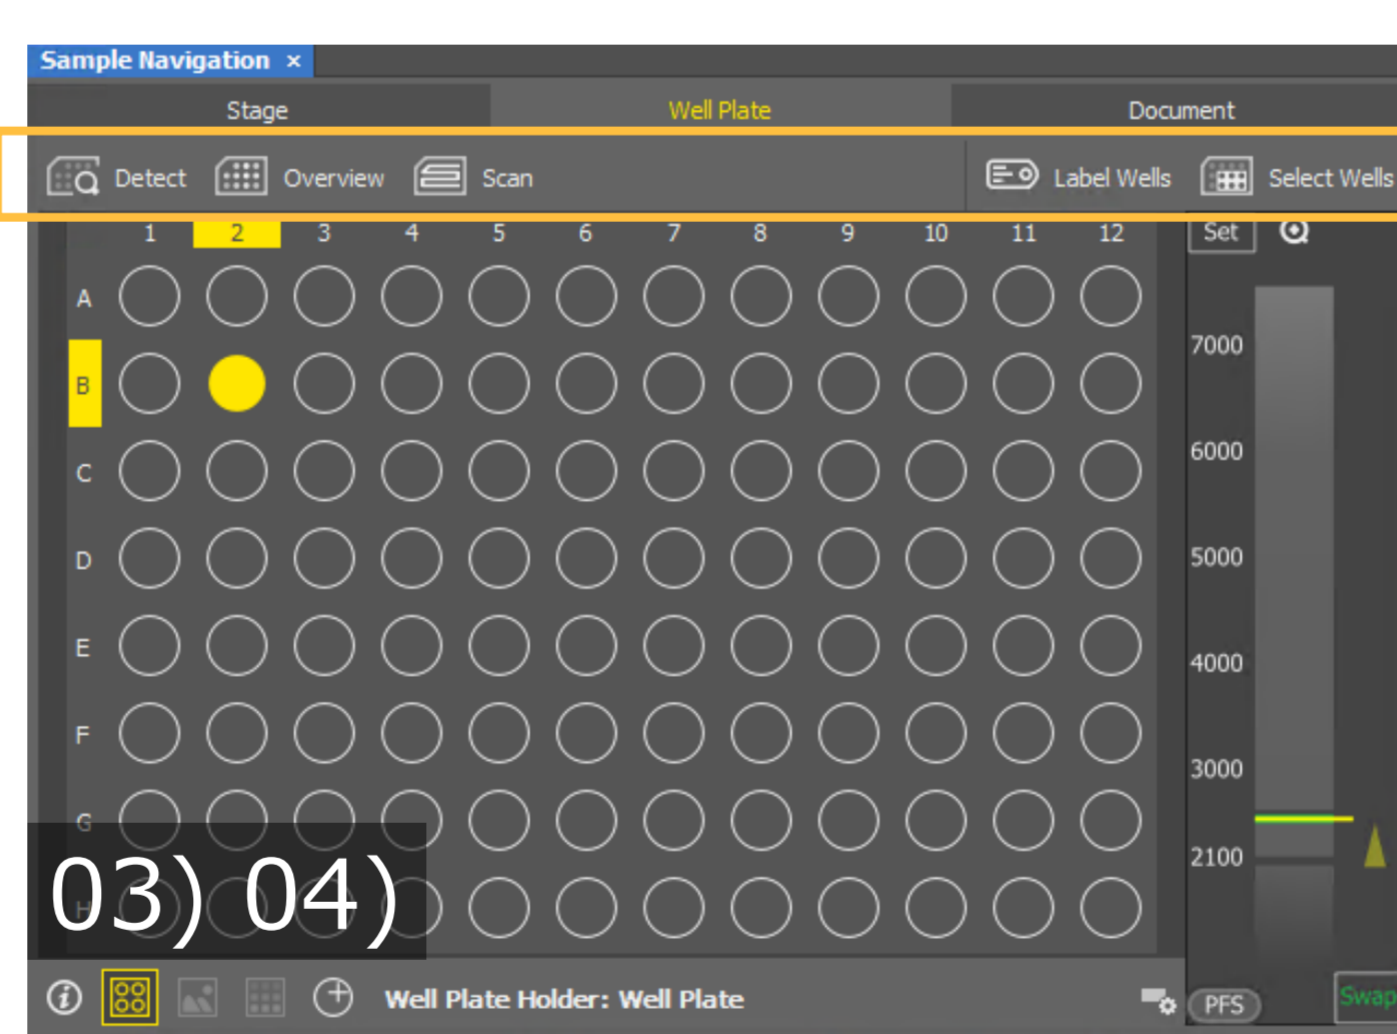 Sample Navigation ×
Stage Well Plate Document
Detect Overview Scan Label Wells Select Wells
1 2 3 4 5 6 7 8 9 10 11 12 Set
A
7000
B
6000
C
5000
D
E
4000
F
3000
G
2100
03) 04)
H
Well Plate Holder: Well Plate PFS Swap